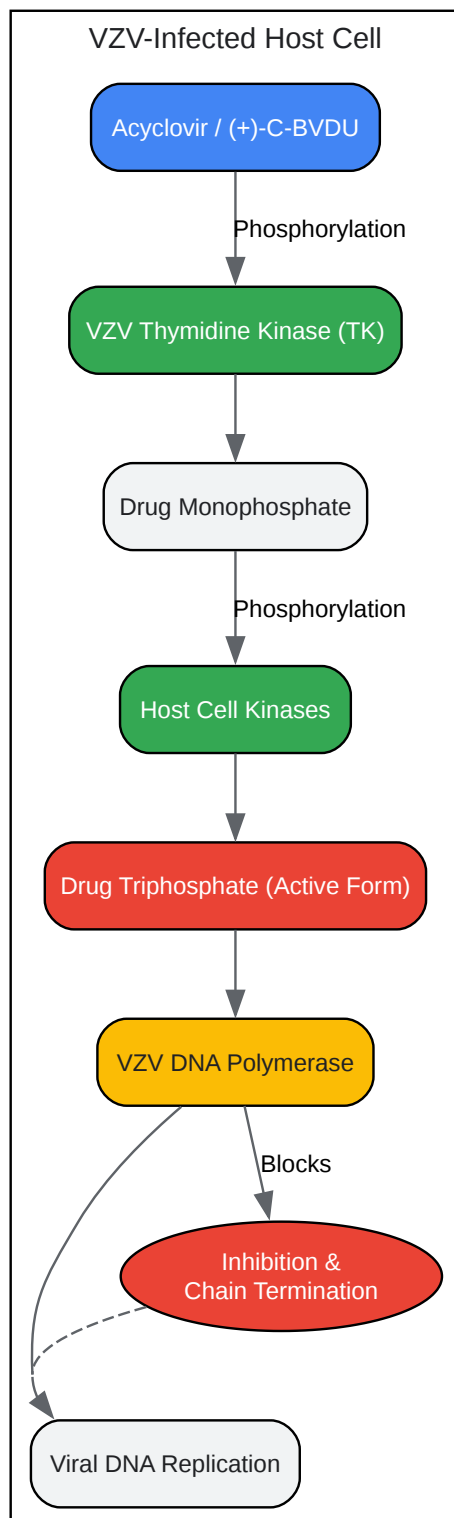 VZV-Infected Host Cell
Acyclovir / (+)-C-BVDU
Phosphorylation
VZV Thymidine Kinase (TK)
Drug Monophosphate
Phosphorylation
Host Cell Kinases
Drug Triphosphate (Active Form)
VZV DNA Polymerase
Blocks
Inhibition &
Chain Termination
Viral DNA Replication